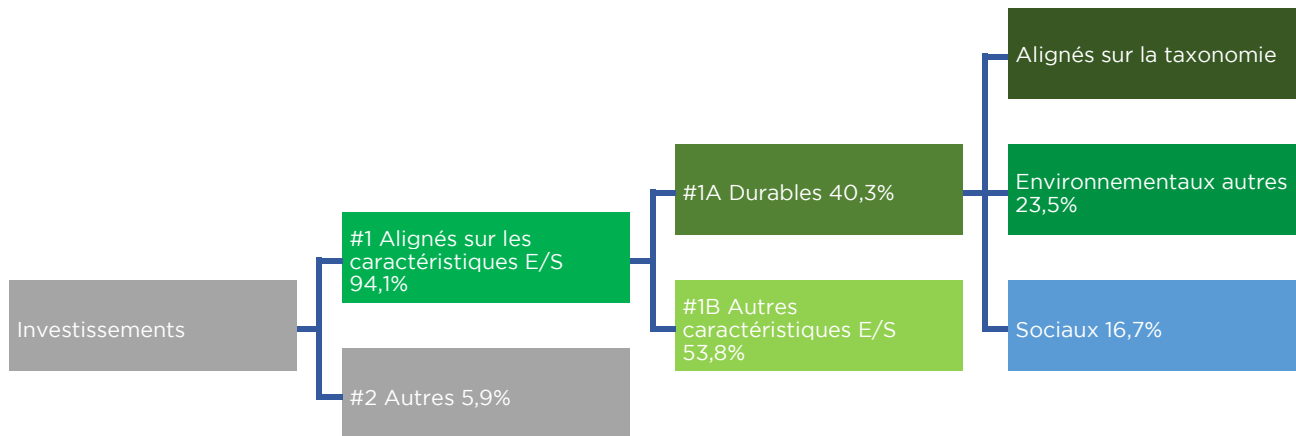 Investissements
#1 Alignés sur les
caractéristiques E/S
94,1%
#2 Autres 5,9%
#1A Durables 40,3%
#1B Autres
caractéristiques E/S
53,8%
Alignés sur la taxonomie
Environnementaux autres
23,5%
Sociaux 16,7%